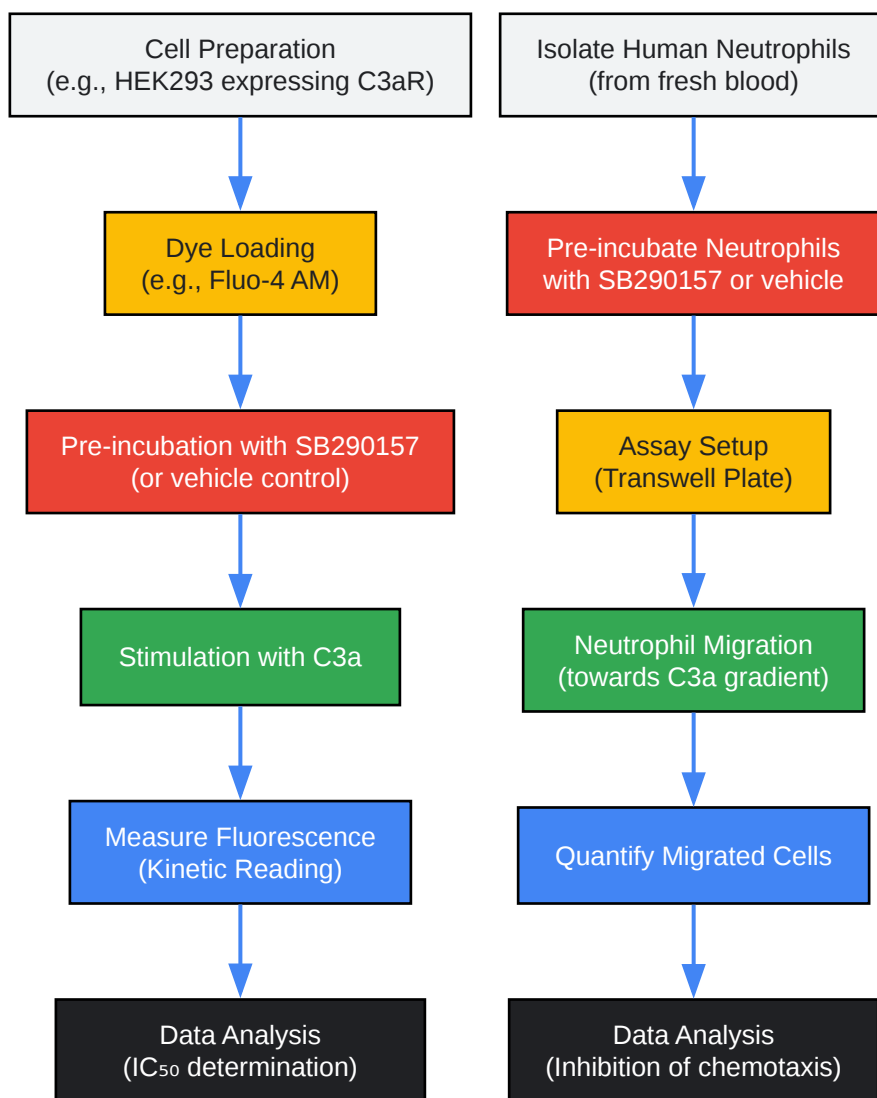 Cell Preparation
(e.g., HEK293 expressing C3aR)
Dye Loading
(e.g., Fluo-4 AM)
Pre-incubation with SB290157
(or vehicle control)
Stimulation with C3a
Measure Fluorescence
(Kinetic Reading)
Data Analysis
(IC₅₀ determination)
Isolate Human Neutrophils
(from fresh blood)
Pre-incubate Neutrophils
with SB290157 or vehicle
Assay Setup
(Transwell Plate)
Neutrophil Migration
(towards C3a gradient)
Quantify Migrated Cells
Data Analysis
(Inhibition of chemotaxis)